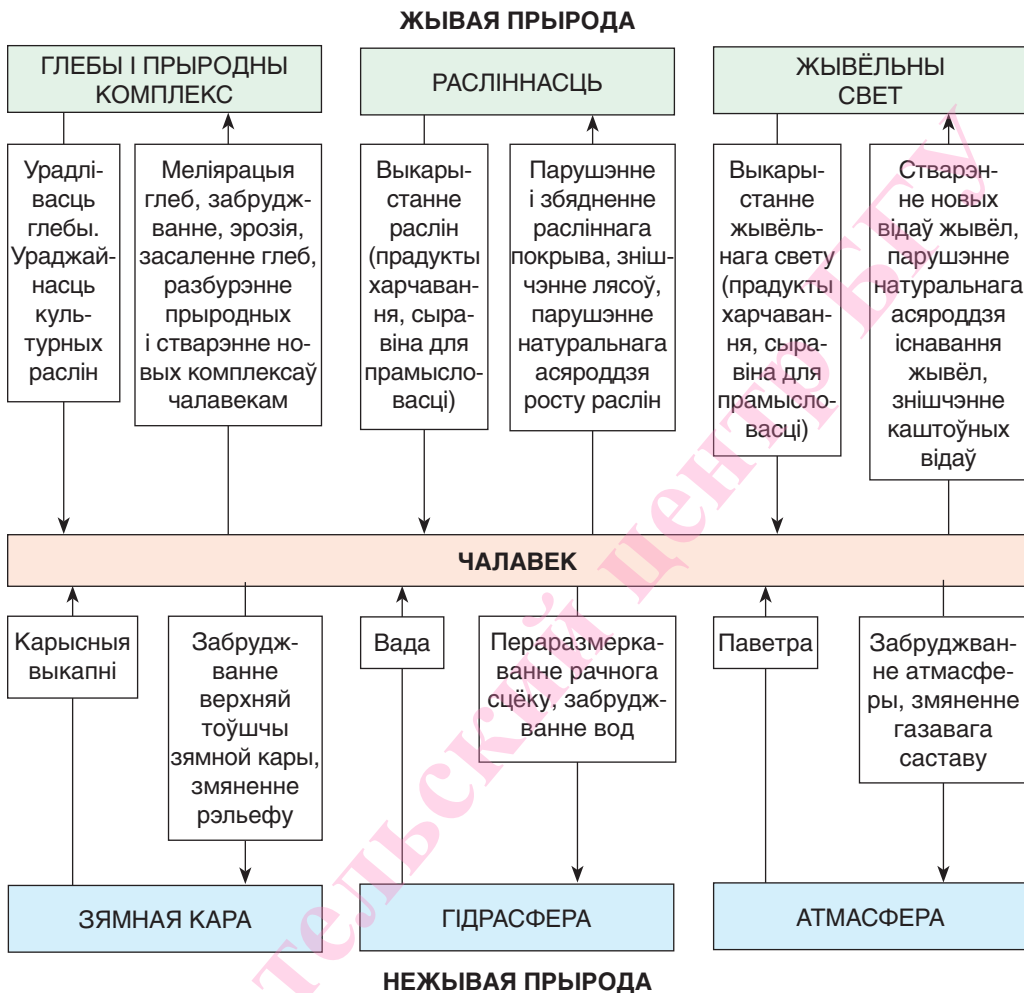 ЖЫВАЯ ПРЫРОДА
ГЛЕБЫ І ПРЫРОДНЫ
КОМПЛЕКС
РАСЛІННАСЦЬ
ЖЫВЁЛЬНЫ
СВЕТ
Урадлі-
васць
глебы.
Ураджай-
насць
куль-
турных
раслін
Меліярацыя
глеб, забрудж-
ванне, эрозія,
засаленне глеб,
разбурэнне
прыродных
і стварэнне но-
вых комплексаў
чалавекам
Выкары-
станне
раслін
(прадукты
харчаван-
ня, сыра-
віна для
прамысло-
васці)
Парушэнне
і збядненне
расліннага
покрыва, зніш-
чэнне лясоў,
парушэнне
натуральнага
асяроддзя
росту раслін
Выкары-
станне
жывёль-
нага свету
(прадукты
харчаван-
ня, сыра-
віна для
прамысло-
васці)
Стварэн-
не новых
відаў жывёл,
парушэнне
натуральнага
асяроддзя
існавання
жывёл,
знішчэнне
каштоўных
відаў
ЧАЛАВЕК
Карысныя
выкапні
Забрудж-
ванне
верхняй
тоўшчы
зямной кары,
змяненне
рэльефу
Вада
Пераразмерка-
ванне рачнога
сцёку, забрудж-
ванне вод
Паветра
Забруджван-
не атмасфе-
ры, змяненне
газавага
саставу
ЗЯМНАЯ КАРА
ГІДРАСФЕРА
АТМАСФЕРА
НЕЖЫВАЯ ПРЫРОДА
тельский центр БГУ